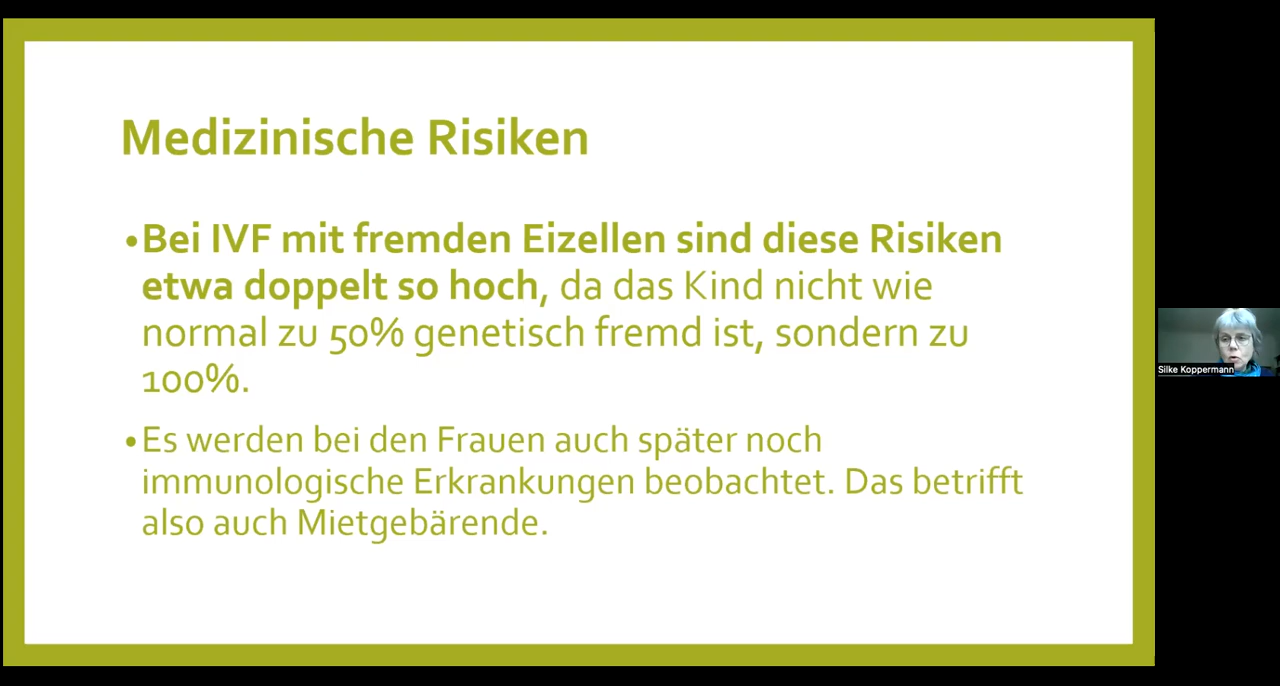 Medizinische Risiken
•Bei IVF mit fremden Eizellen sind diese Risiken
etwa doppelt so hoch, da das Kind nicht wie
normal zu 50% genetisch fremd ist, sondern zu
100%.
•Es werden bei den Frauen auch später noch
immunologische Erkrankungen beobachtet. Das betrifft
also auch Mietgebärende.
Silke Koppermann